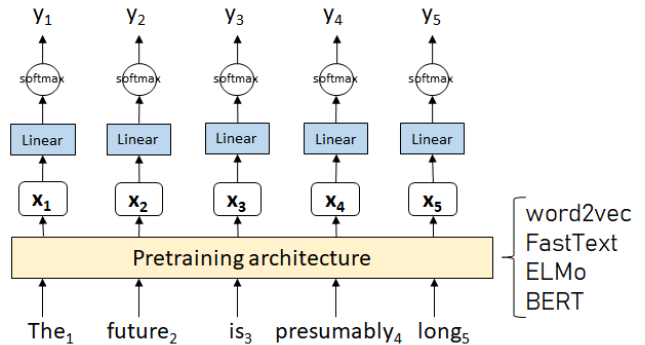 y1 y2 y3 y4 y5
softmax softmax softmax softmax softmax
Linear Linear Linear Linear Linear
x1 x2 x3 x4 x5
Pretraining architecture
word2vec
FastText
ELMo
BERT
The1 future2 is3 presumably4 long5